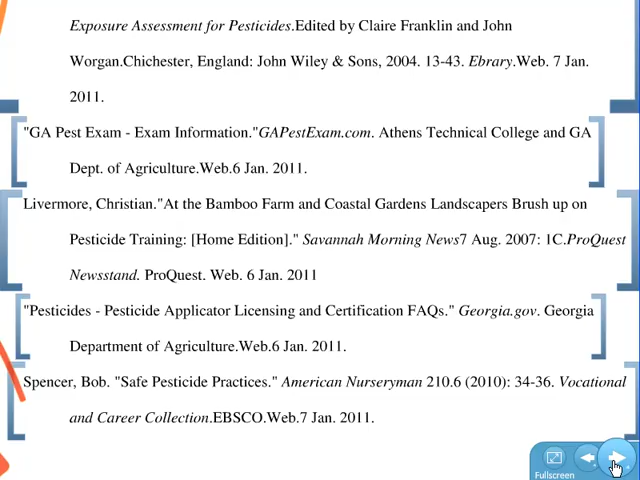 Exposure Assessment for Pesticides.Edited by Claire Franklin and John
Worgan.Chichester, England: John Wiley & Sons, 2004. 13-43. Ebrary.Web. 7 Jan.
2011.
"GA Pest Exam - Exam Information."GAPestExam.com. Athens Technical College and GA
Dept. of Agriculture.Web.6 Jan. 2011.
Livermore, Christian."At the Bamboo Farm and Coastal Gardens Landscapers Brush up on
Pesticide Training: [Home Edition]." Savannah Morning News7 Aug. 2007: 1C.ProQuest
Newsstand. ProQuest. Web. 6 Jan. 2011
"Pesticides - Pesticide Applicator Licensing and Certification FAQs." Georgia.gov. Georgia
Department of Agriculture.Web.6 Jan. 2011.
Spencer, Bob. "Safe Pesticide Practices." American Nurseryman 210.6 (2010): 34-36. Vocational
and Career Collection.EBSCO.Web.7 Jan. 2011.
Fullscreen